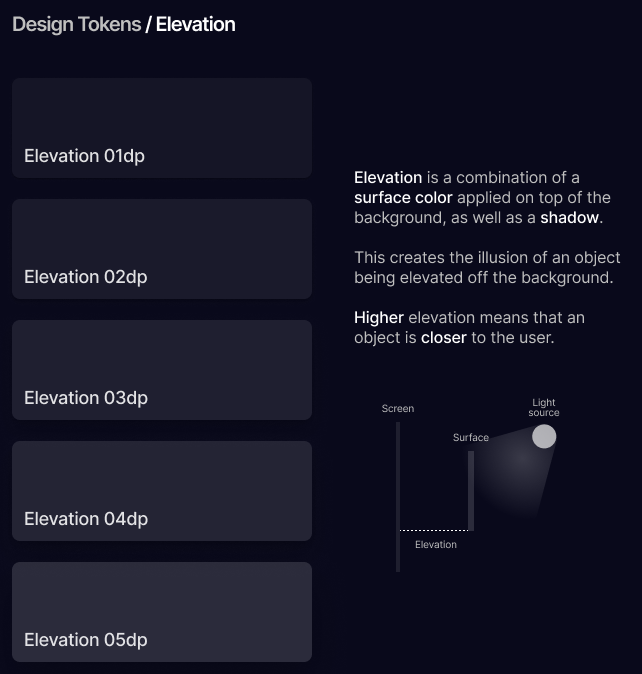 Design Tokens / Elevation
Elevation 01dp
Elevation 02dp
Elevation 03dp
Elevation 04dp
Elevation 05dp
Elevation is a combination of a
surface color applied on top of the
background, as well as a shadow.
This creates the illusion of an object
being elevated off the background.
Higher elevation means that an
object is closer to the user.
Screen
Light
source
Surface
Elevation